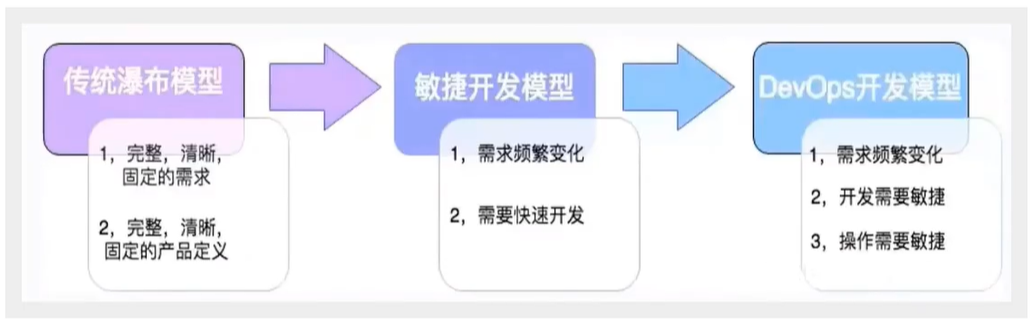 传统瀑布模型
1，完整，清晰，
固定的需求
2，完整，清晰，
固定的产品定义
敏捷开发模型
1，需求频繁变化
2，需要快速开发
DevOps开发模型
1，需求频繁变化
2，开发需要敏捷
3，操作需要敏捷